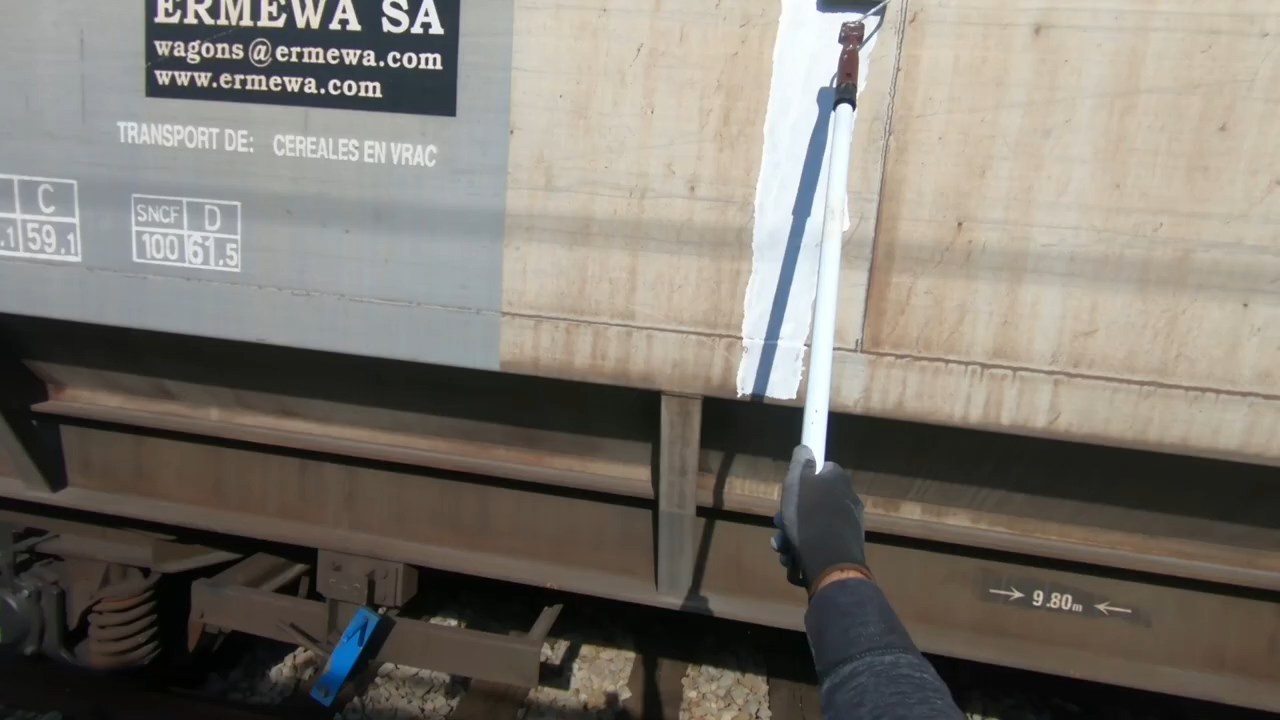 ERMEWA SA
wagons@ermewa.com
www.ermewa.com
TRANSPORT DE: CEREALES EN VRAC
C
.1 59.1
SNCF D
100 61.5
→ 9.80m ←